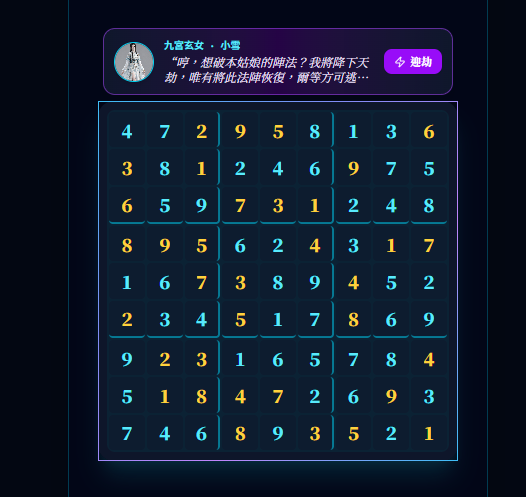 九宮玄女 · 小雪
“哼，想破本姑娘的陣法？我將降下天
劫，唯有將此法陣恢復，爾等方可逃…
迎劫
4 7 2 9 5 8 1 3 6
3 8 1 2 4 6 9 7 5
6 5 9 7 3 1 2 4 8
8 9 5 6 2 4 3 1 7
1 6 7 3 8 9 4 5 2
2 3 4 5 1 7 8 6 9
9 2 3 1 6 5 7 8 4
5 1 8 4 7 2 6 9 3
7 4 6 8 9 3 5 2 1